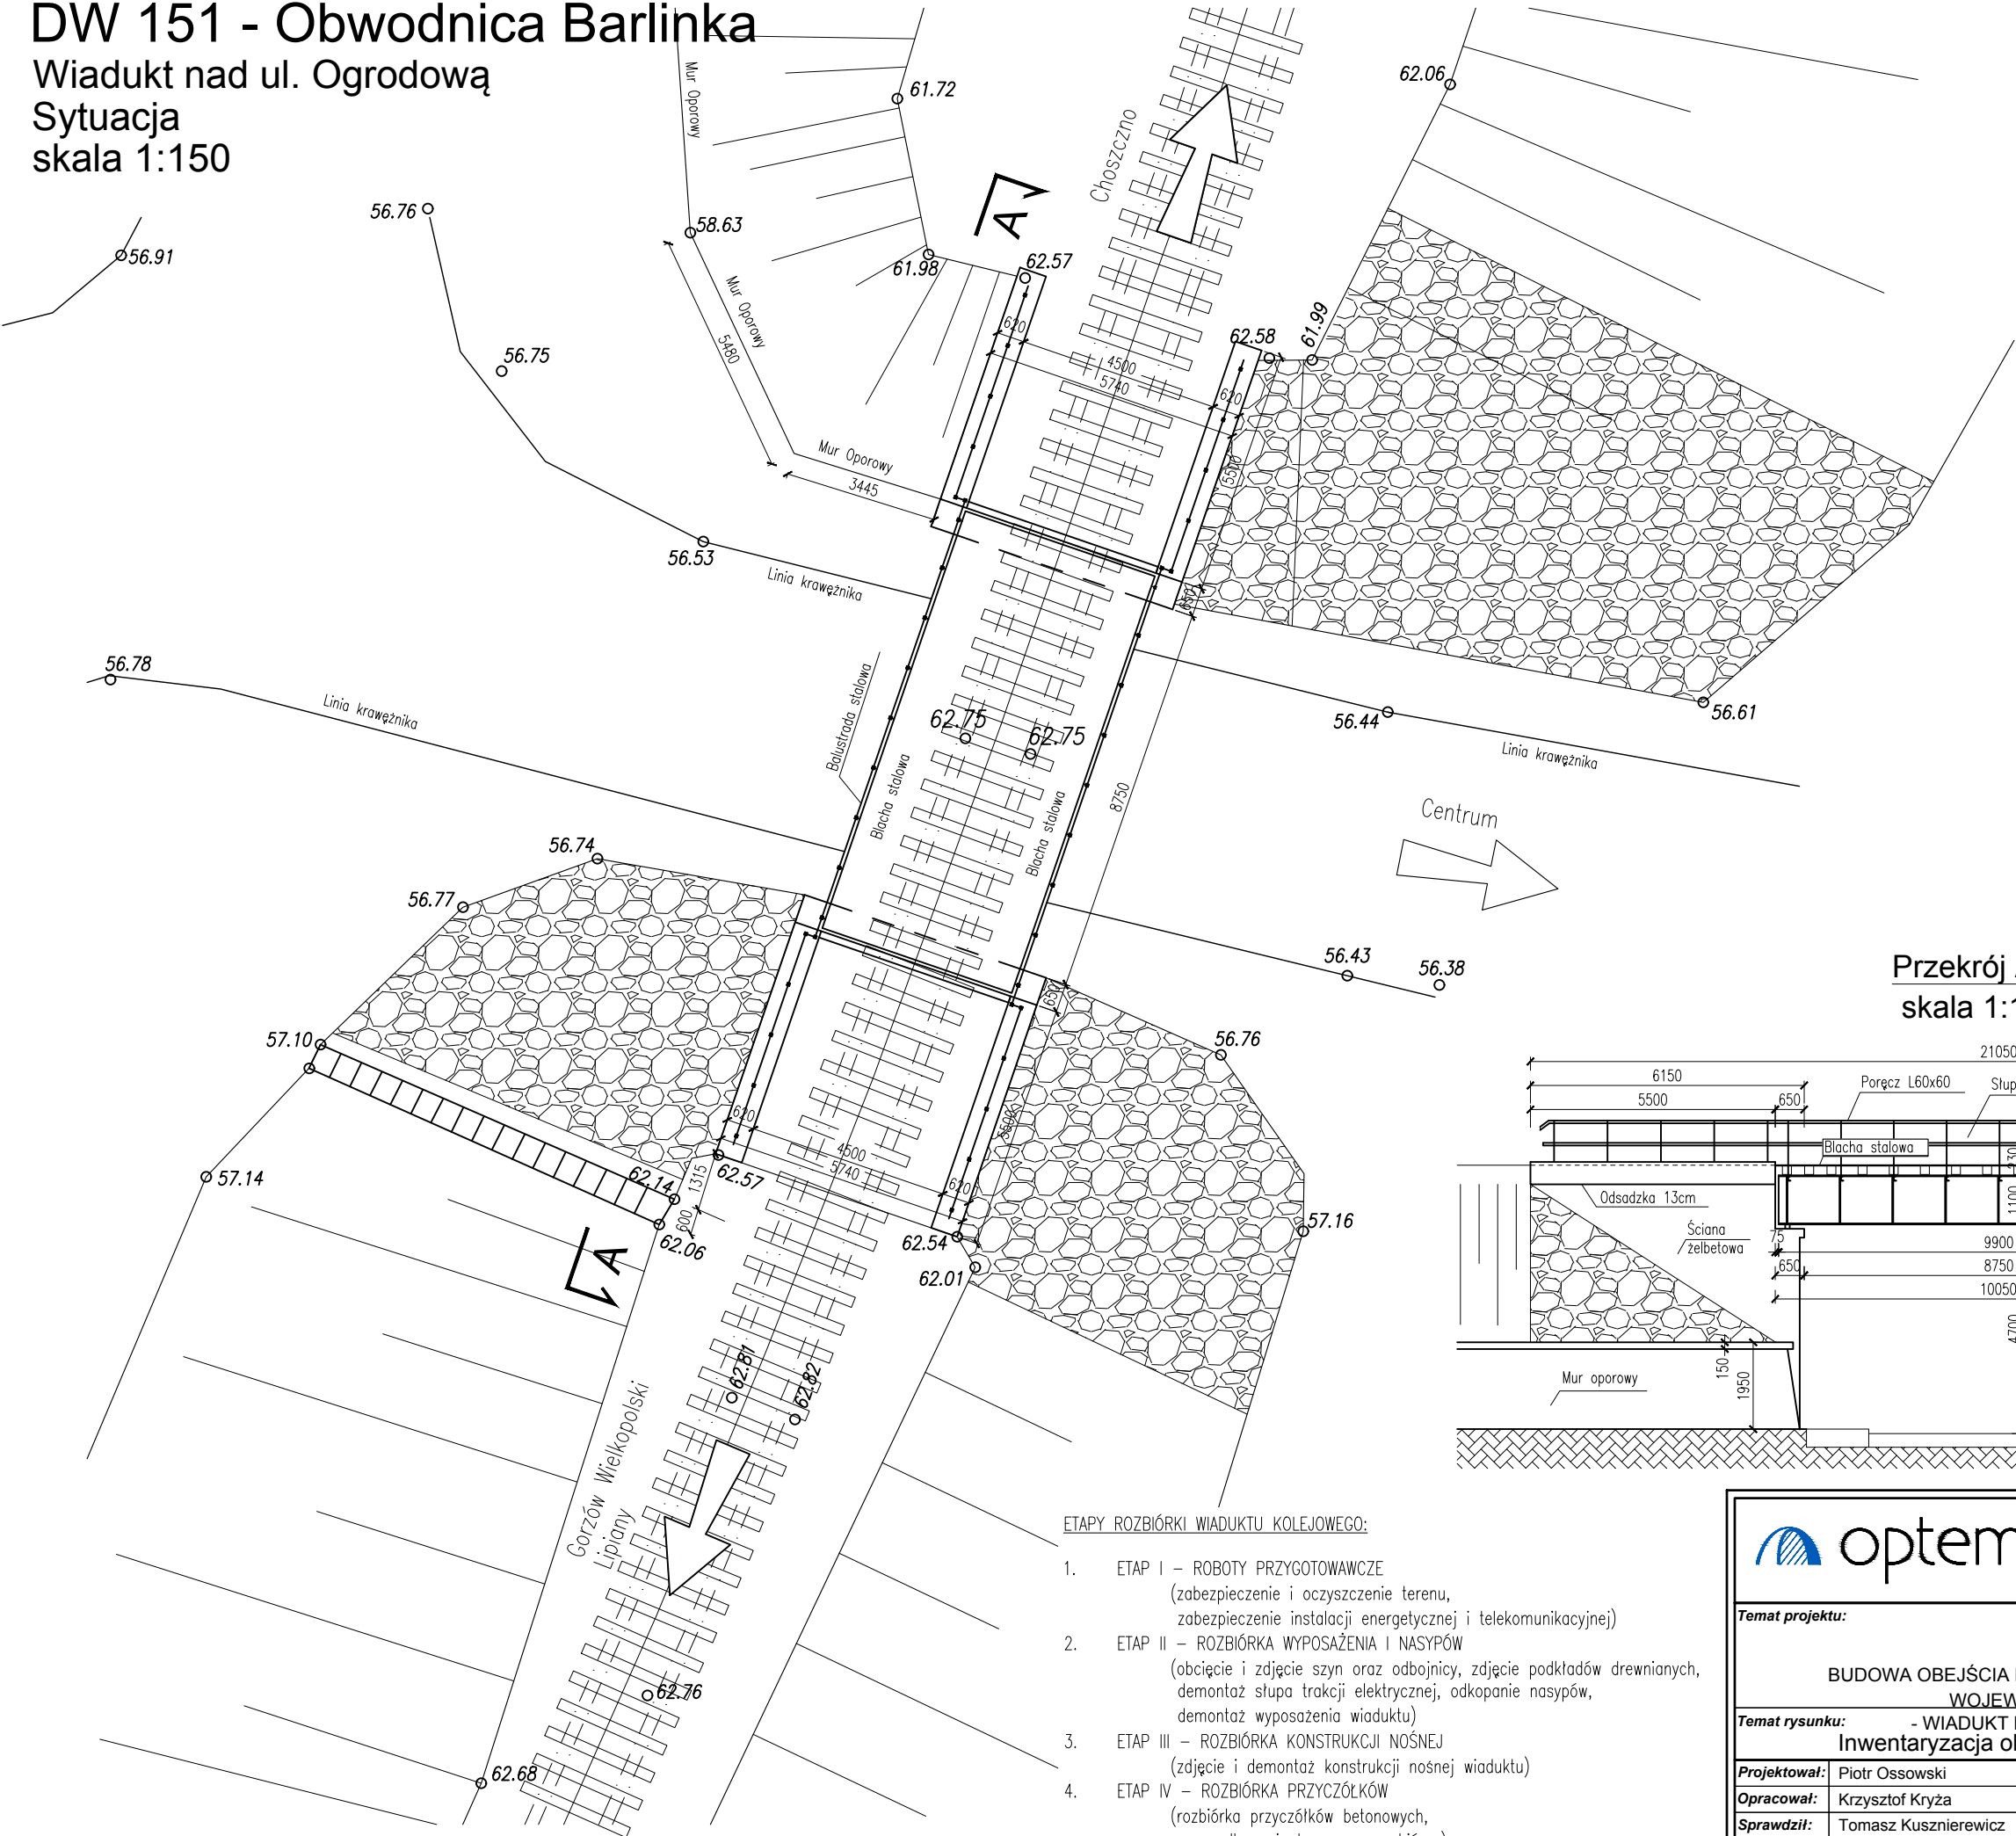 DW 151 - Obwodnica Barlinka
Wiadukt nad ul. Ogrodową
Sytuacja
skala 1:150
Mur Oporowy
61.72
62.06
Choszczno
56.76
58.63
56.91
61.98
62.57
A
Mur Oporowy
5480
620
62.58
61.99
4500
5740
620
56.75
Mur Oporowy
3445
5500
56.53
Linia krawężnika
650
56.78
Linia krawężnika
Balustrada stalowa
62.75
62.75
56.44
56.61
Linia krawężnika
Blacha stalowa
Blacha stalowa
8750
Centrum
56.74
56.77
56.43
56.38
650
57.10
56.76
620
4500
5740
620
5500
57.14
62.14
1315
62.57
600
62.06
62.54
62.01
57.16
A
62.81
62.82
Gorzów Wielkopolski
Lipiany
62.76
62.68
Przekrój
skala 1:
21050
6150
5500
650
Poręcz L60x60
Słup
Blacha stalowa
230
1100
Odsadzka 13cm
Ściana
żelbetowa
75
9900
650
8750
10050
4700
150
1950
Mur oporowy
ETAPY ROZBIÓRKI WIADUKTU KOLEJOWEGO:
1. ETAP I – ROBOTY PRZYGOTOWAWCZE
(zabezpieczenie i oczyszczenie terenu,
zabezpieczenie instalacji energetycznej i telekomunikacyjnej)
2. ETAP II – ROZBIÓRKA WYPOSAŻENIA I NASYPÓW
(obcięcie i zdjęcie szyn oraz odbojnicy, zdjęcie podkładów drewnianych,
demontaż słupa trakcji elektrycznej, odkopanie nasypów,
demontaż wyposażenia wiaduktu)
3. ETAP III – ROZBIÓRKA KONSTRUKCJI NOŚNEJ
(zdjęcie i demontaż konstrukcji nośnej wiaduktu)
4. ETAP IV – ROZBIÓRKA PRZYCZÓŁKÓW
(rozbiórka przyczółków betonowych,
optem
Temat projektu:
BUDOWA OBEJŚCIA
WOJEW
Temat rysunku: - WIADUKT
Inwentaryzacja
Projektował: Piotr Ossowski
Opracował: Krzysztof Kryża
Sprawdził: Tomasz Kusznierewicz